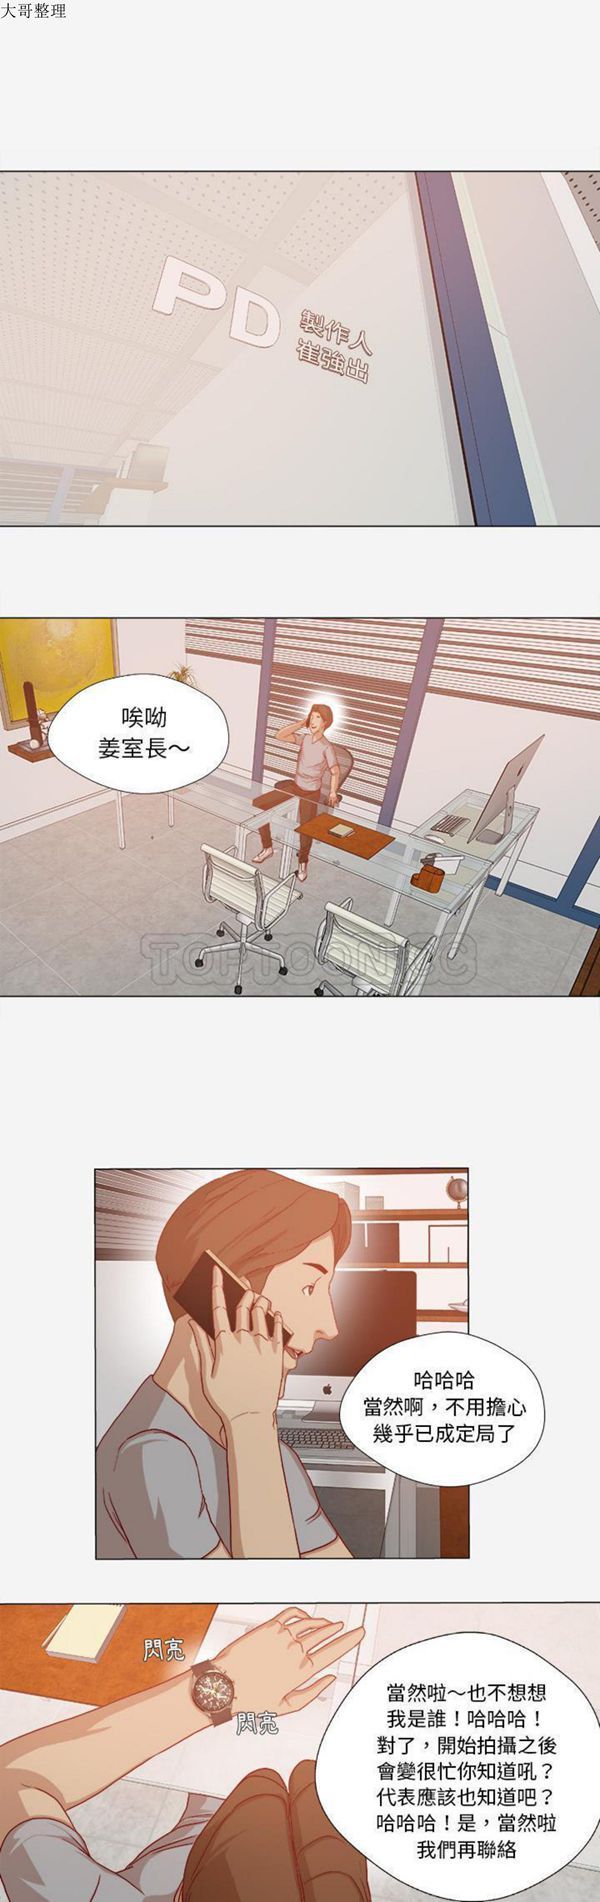 大哥整理
PD
製作人
崔強出
唉呦
姜室長～
TOPTOON CC
哈哈哈
當然啊，不用擔心
幾乎已成定局了
閃亮
閃亮
當然啦～也不想想
我是誰！哈哈哈！
對了，開始拍攝之後
會變很忙你知道吼？
代表應該也知道吧？
哈哈哈！是，當然啦
我們再聯絡